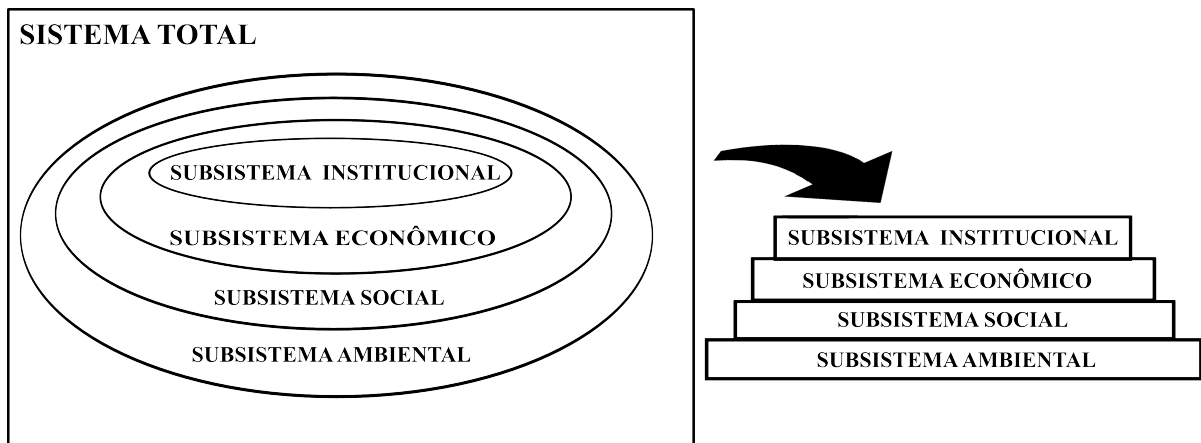 SISTEMA TOTAL
SUBSISTEMA INSTITUCIONAL
SUBSISTEMA ECONÔMICO
SUBSISTEMA SOCIAL
SUBSISTEMA AMBIENTAL
SUBSISTEMA INSTITUCIONAL
SUBSISTEMA ECONÔMICO
SUBSISTEMA SOCIAL
SUBSISTEMA AMBIENTAL